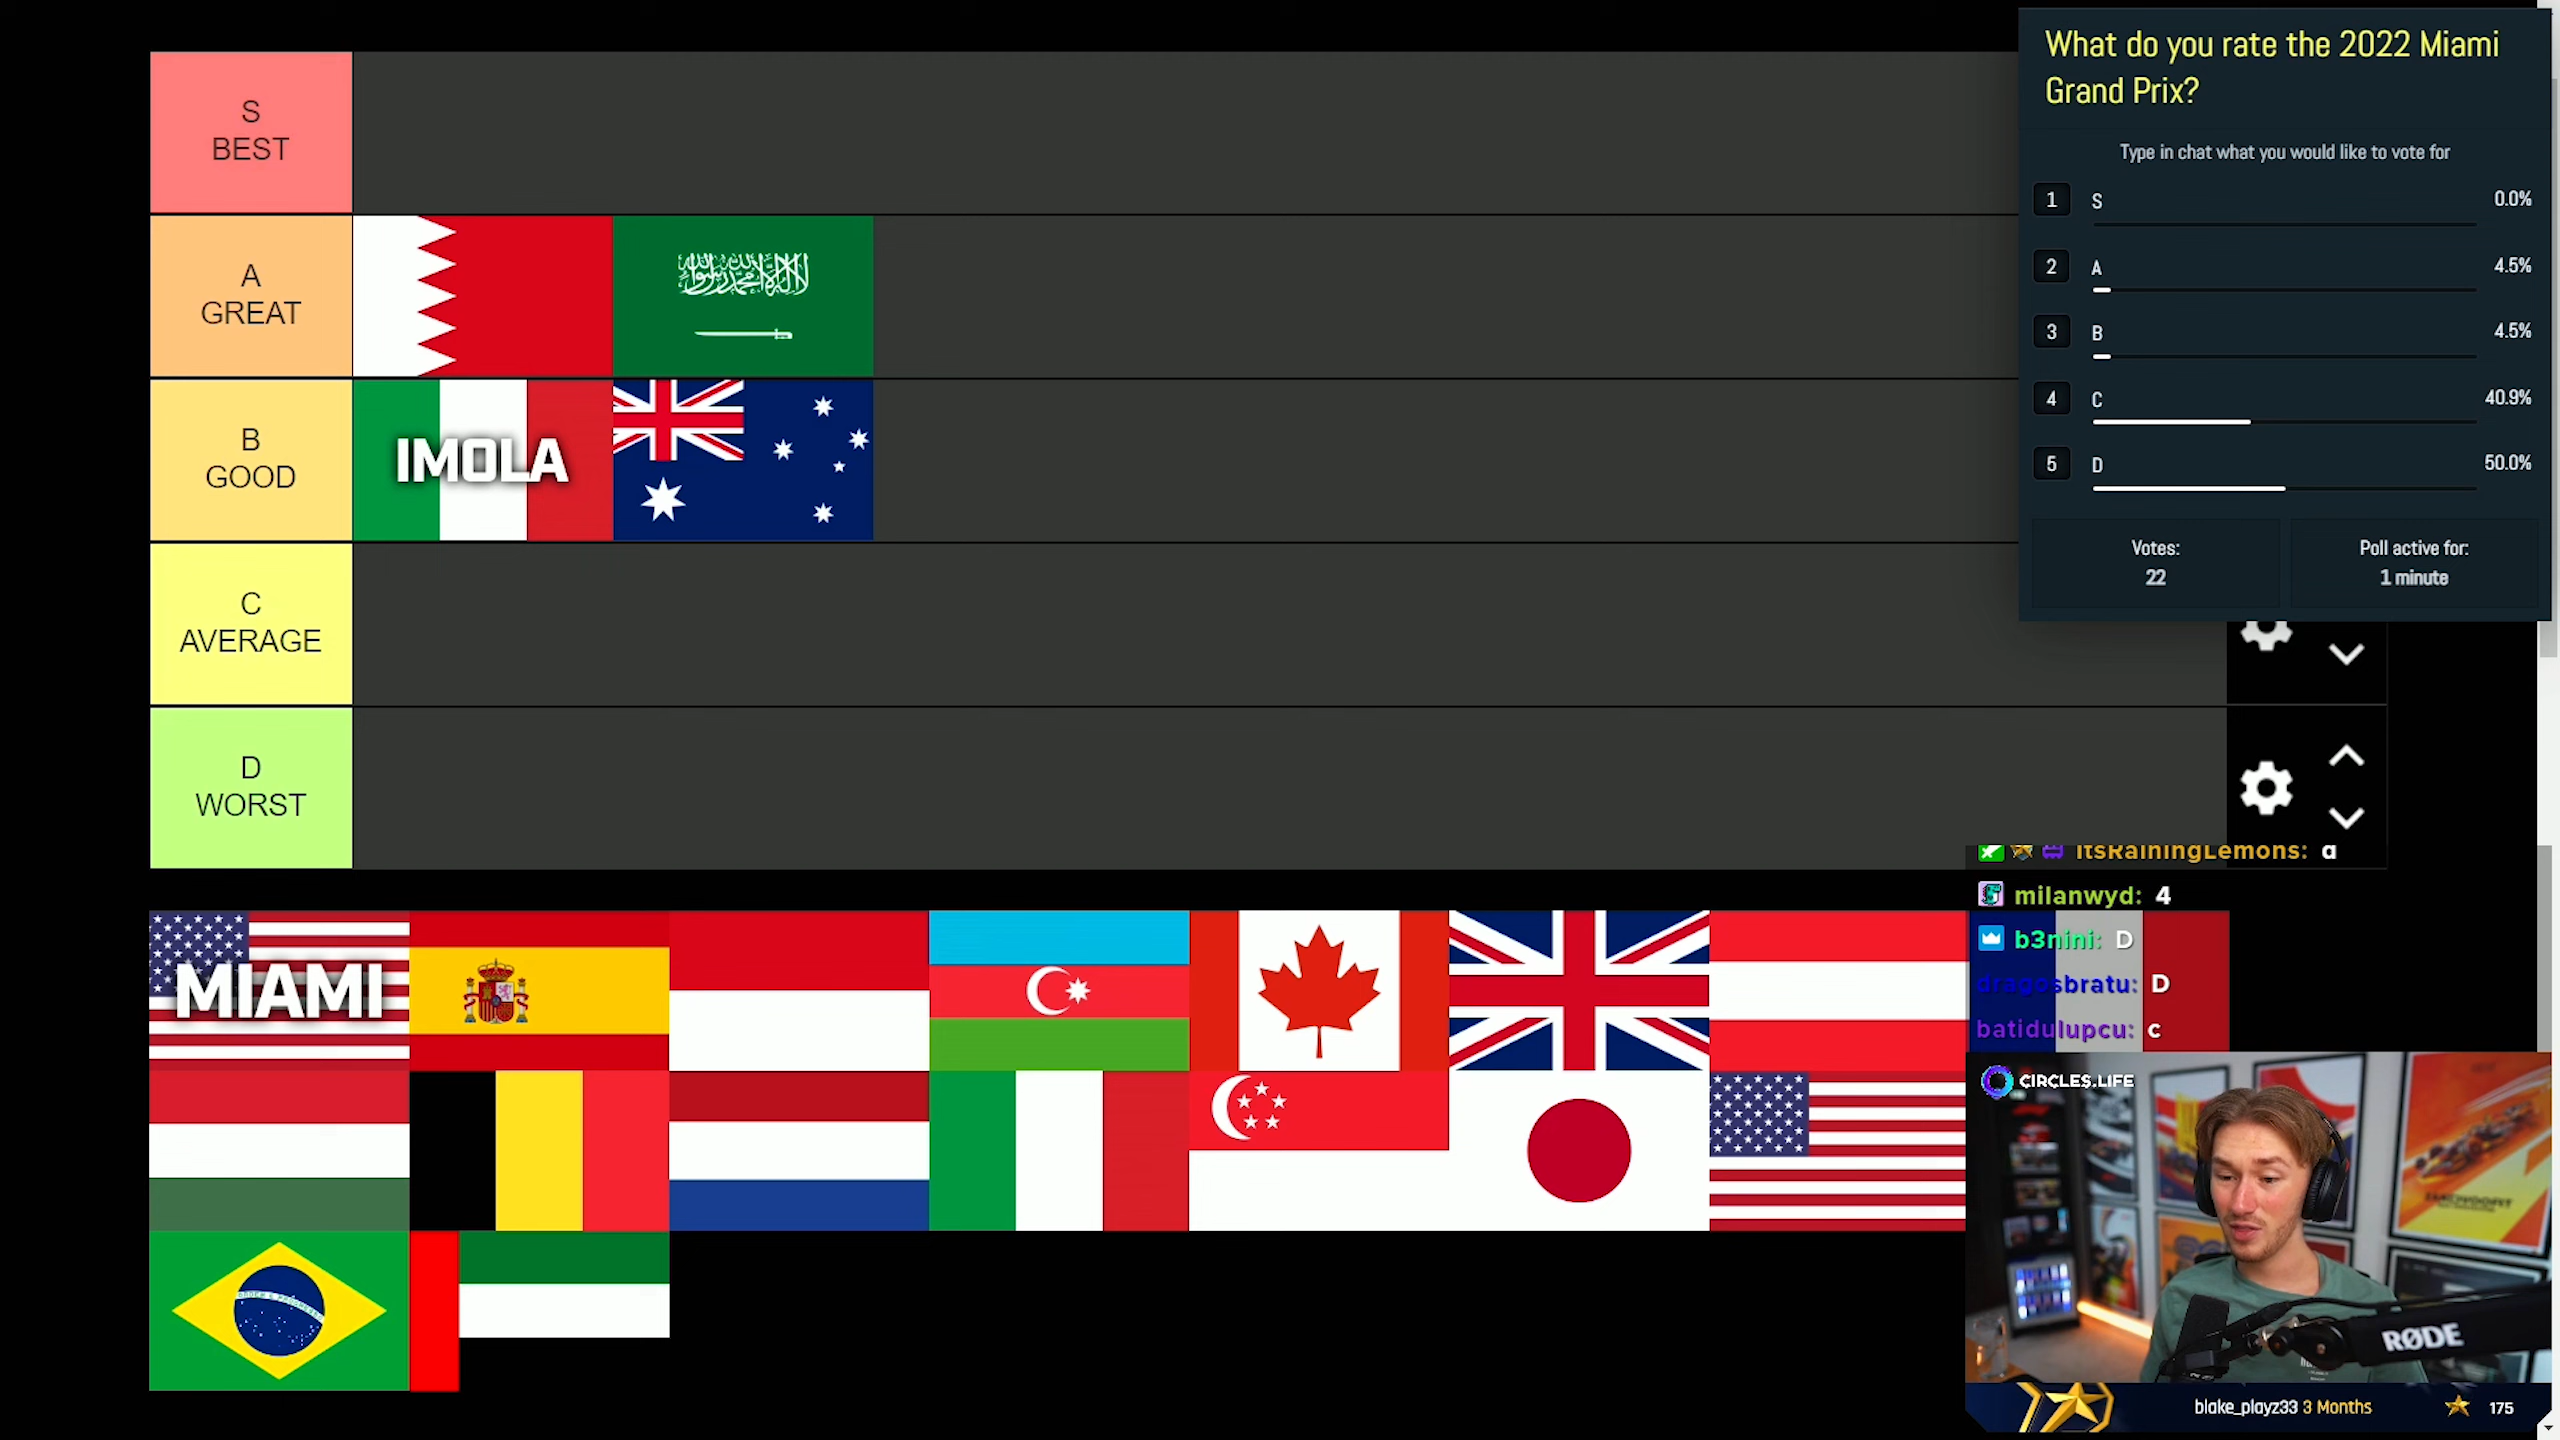 S
BEST
A
GREAT
B
GOOD
IMOLA
C
AVERAGE
D
WORST
What do you rate the 2022 Miami
Grand Prix?
Type in chat what you would like to vote for
1 S 0.0%
2 A 4.5%
3 B 4.5%
4 C 40.9%
5 D 50.0%
Votes:
22
Poll active for:
1 minute
ItsRainingLemons: a
milanwyd: 4
b3nini: D
dragosbratu: D
batidulupcu: c
MIAMI
CIRCLES.LIFE
RØDE
blake_playz33 3 Months
175